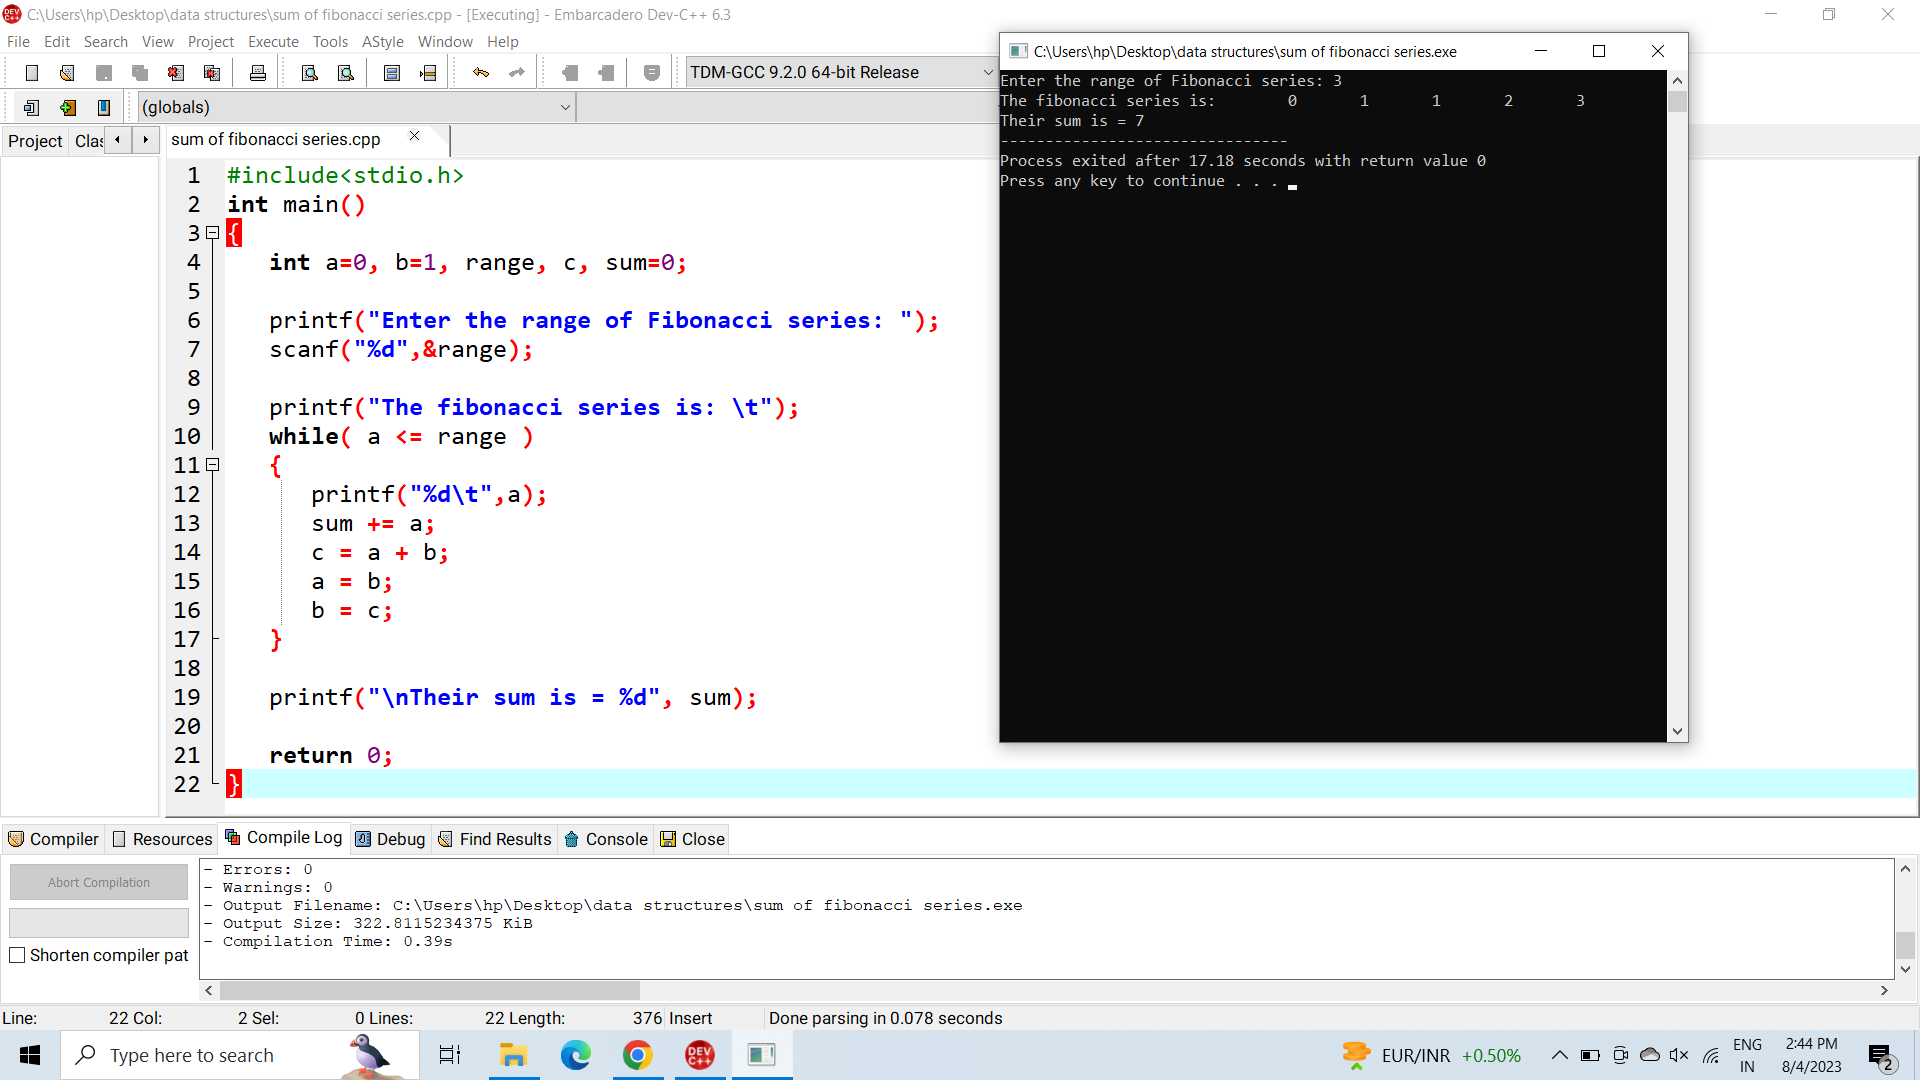 C:\Users\hp\Desktop\data structures\sum of fibonacci series.cpp - [Executing] - Embarcadero Dev-C++ 6.3
File Edit Search View Project Execute Tools AStyle Window Help
TDM-GCC 9.2.0 64-bit Release
(globals)
Project Clas
sum of fibonacci series.cpp
1 #include<stdio.h>
2 int main()
3 {
4 int a=0, b=1, range, c, sum=0;
5
6 printf("Enter the range of Fibonacci series: ");
7 scanf("%d",&range);
8
9 printf("The fibonacci series is: \t");
10 while( a <= range )
11 {
12 printf("%d\t",a);
13 sum += a;
14 c = a + b;
15 a = b;
16 b = c;
17 }
18
19 printf("\nTheir sum is = %d", sum);
20
21 return 0;
22 }
C:\Users\hp\Desktop\data structures\sum of fibonacci series.exe
Enter the range of Fibonacci series: 3
The fibonacci series is: 0 1 1 2 3
Their sum is = 7
--------------------------------
Process exited after 17.18 seconds with return value 0
Press any key to continue . . .
Compiler Resources Compile Log Debug Find Results Console Close
Abort Compilation
Shorten compiler pat
- Errors: 0
- Warnings: 0
- Output Filename: C:\Users\hp\Desktop\data structures\sum of fibonacci series.exe
- Output Size: 322.8115234375 KiB
- Compilation Time: 0.39s
Line: 22 Col: 2 Sel: 0 Lines: 22 Length: 376 Insert Done parsing in 0.078 seconds
Type here to search
DEV C++
EUR/INR +0.50%
ENG
IN
2:44 PM
8/4/2023
2